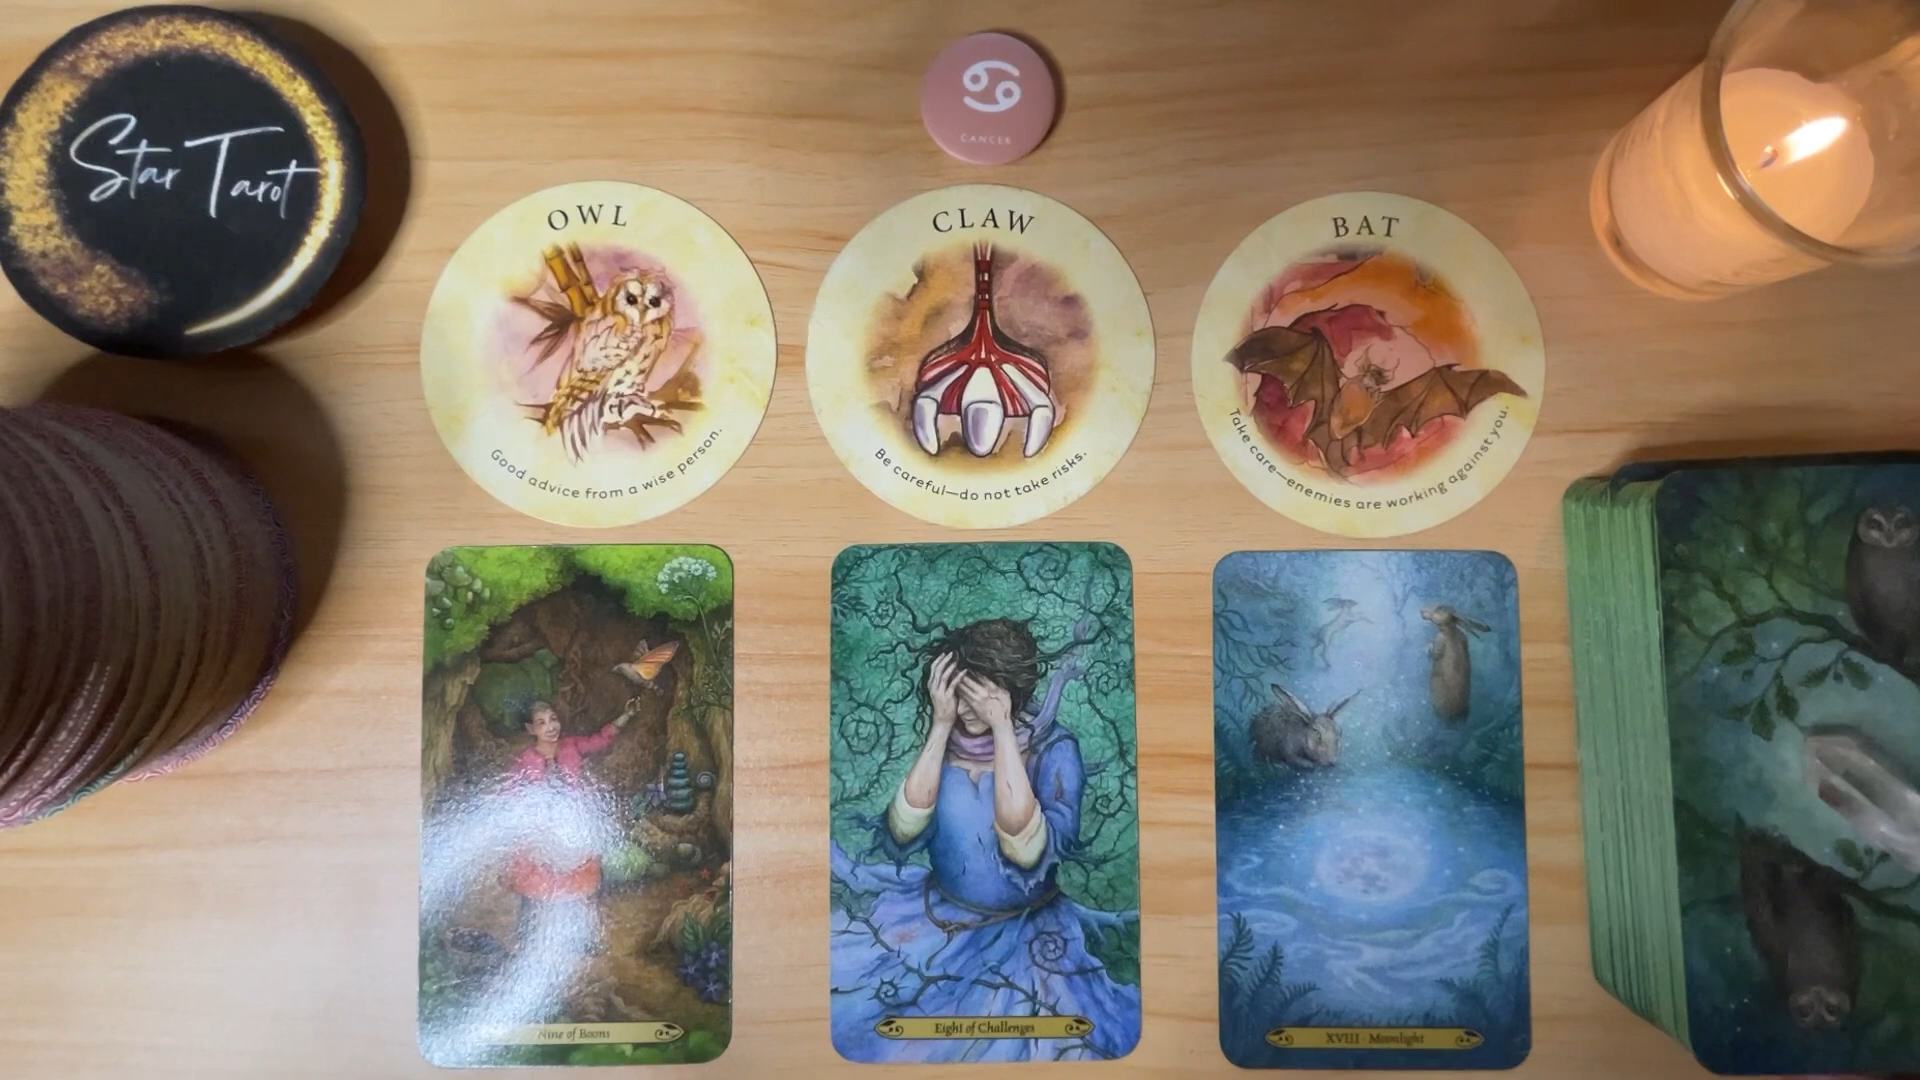 Star Tarot
CANCER
OWL
Good advice from a wise person.
CLAW
Be careful—do not take risks.
BAT
Take care—enemies are working against you.
Nine of Boons
Eight of Challenges
XVIII · Moonlight